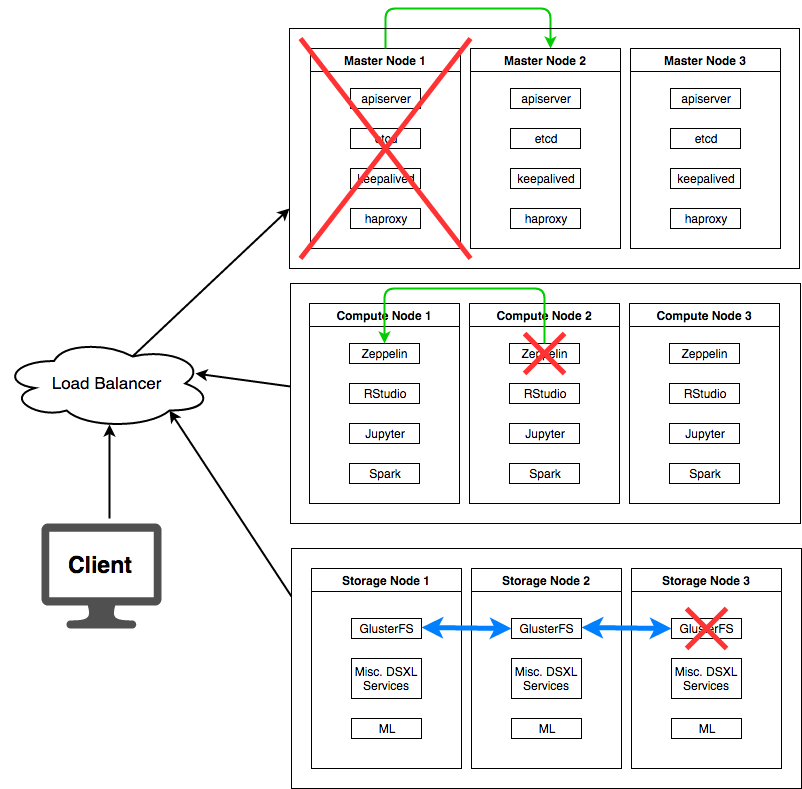 Master Node 1
Master Node 2
Master Node 3
apiserver
apiserver
apiserver
etcd
etcd
etcd
keepalived
keepalived
keepalived
haproxy
haproxy
haproxy
Compute Node 1
Compute Node 2
Compute Node 3
Zeppelin
Zeppelin
Zeppelin
RStudio
RStudio
RStudio
Jupyter
Jupyter
Jupyter
Spark
Spark
Spark
Load Balancer
Client
Storage Node 1
Storage Node 2
Storage Node 3
GlusterFS
GlusterFS
GlusterFS
Misc. DSXL
Services
Misc. DSXL
Services
Misc. DSXL
Services
ML
ML
ML